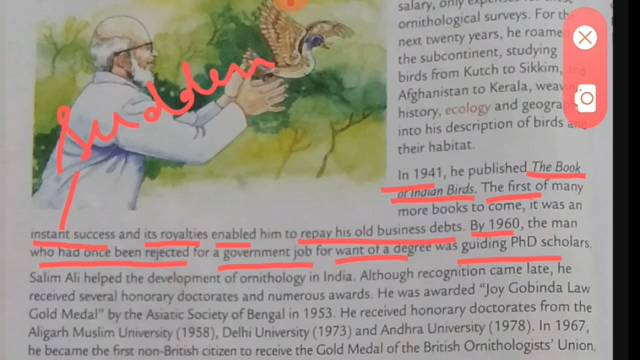 salary, only expenses for these
ornithological surveys. For the
next twenty years, he roamed
the subcontinent, studying
birds from Kutch to Sikkim, and
Afghanistan to Kerala, weaving
history, ecology and geography
into his description of birds and
their habitat.
Sudden
In 1941, he published The Book
of Indian Birds. The first of many
more books to come, it was an
instant success and its royalties enabled him to repay his old business debts. By 1960, the man
who had once been rejected for a government job for want of a degree was guiding PhD scholars.
Salim Ali helped the development of ornithology in India. Although recognition came late, he
received several honorary doctorates and numerous awards. He was awarded "Joy Gobinda Law
Gold Medal" by the Asiatic Society of Bengal in 1953. He received honorary doctorates from the
Aligarh Muslim University (1958), Delhi University (1973) and Andhra University (1978). In 1967,
he became the first non-British citizen to receive the Gold Medal of the British Ornithologists' Union.